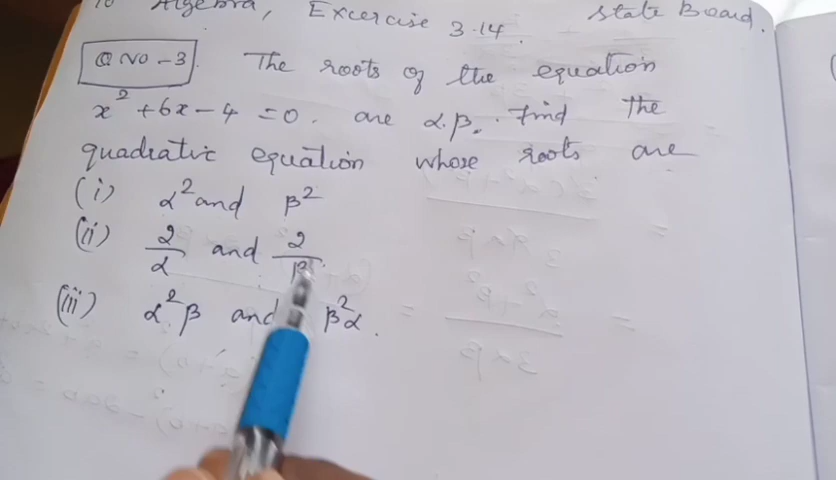 10 Algebra, Excercise 3.14. State Board.
Q NO - 3. The roots of the equation
x² + 6x - 4 = 0. are α.β. . find the
quadratic equation whose roots are
(i) α² and β²
(ii) 2/α and 2/β.
(iii) α²β and β²α.